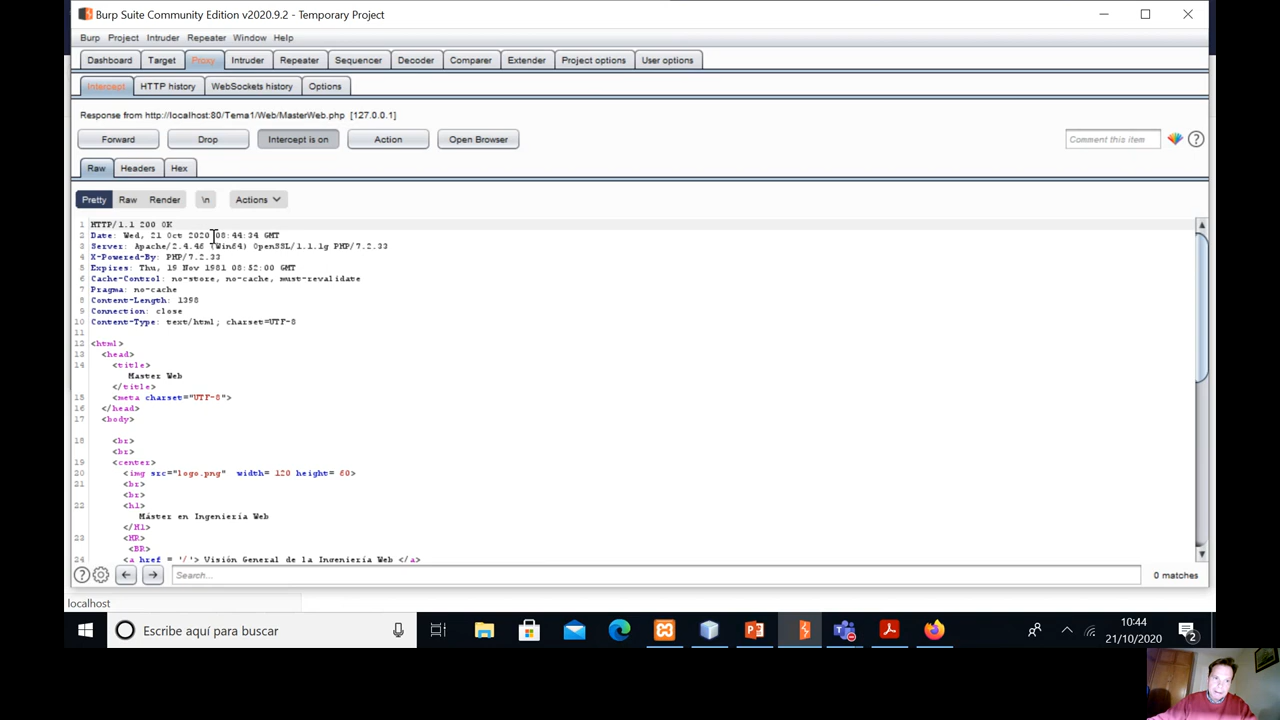 Burp Suite Community Edition v2020.9.2 - Temporary Project
Burp Project Intruder Repeater Window Help
Dashboard Target Proxy Intruder Repeater Sequencer Decoder Comparer Extender Project options User options
Intercept HTTP history WebSockets history Options
Response from http://localhost:80/Tema1/Web/MasterWeb.php [127.0.0.1]
Forward Drop Intercept is on Action Open Browser Comment this item ?
Raw Headers Hex
Pretty Raw Render \n Actions
1 HTTP/1.1 200 OK
2 Date: Wed, 21 Oct 2020 08:44:34 GMT
3 Server: Apache/2.4.46 (Win64) OpenSSL/1.1.1g PHP/7.2.33
4 X-Powered-By: PHP/7.2.33
5 Expires: Thu, 19 Nov 1981 08:52:00 GMT
6 Cache-Control: no-store, no-cache, must-revalidate
7 Pragma: no-cache
8 Content-Length: 1398
9 Connection: close
10 Content-Type: text/html; charset=UTF-8
11
12 <html>
13 <head>
14 <title>
Master Web
</title>
15 <meta charset="UTF-8">
16 </head>
17 <body>
18 <br>
<br>
19 <center>
20 <img src="logo.png" width= 120 height= 60>
21 <br>
<br>
22 <h1>
Máster en Ingeniería Web
</H1>
23 <HR>
<BR>
24 <a href = '/'> Visión General de la Ingeniería Web </a>
? Search... 0 matches
localhost
Escribe aquí para buscar
10:44
21/10/2020
2